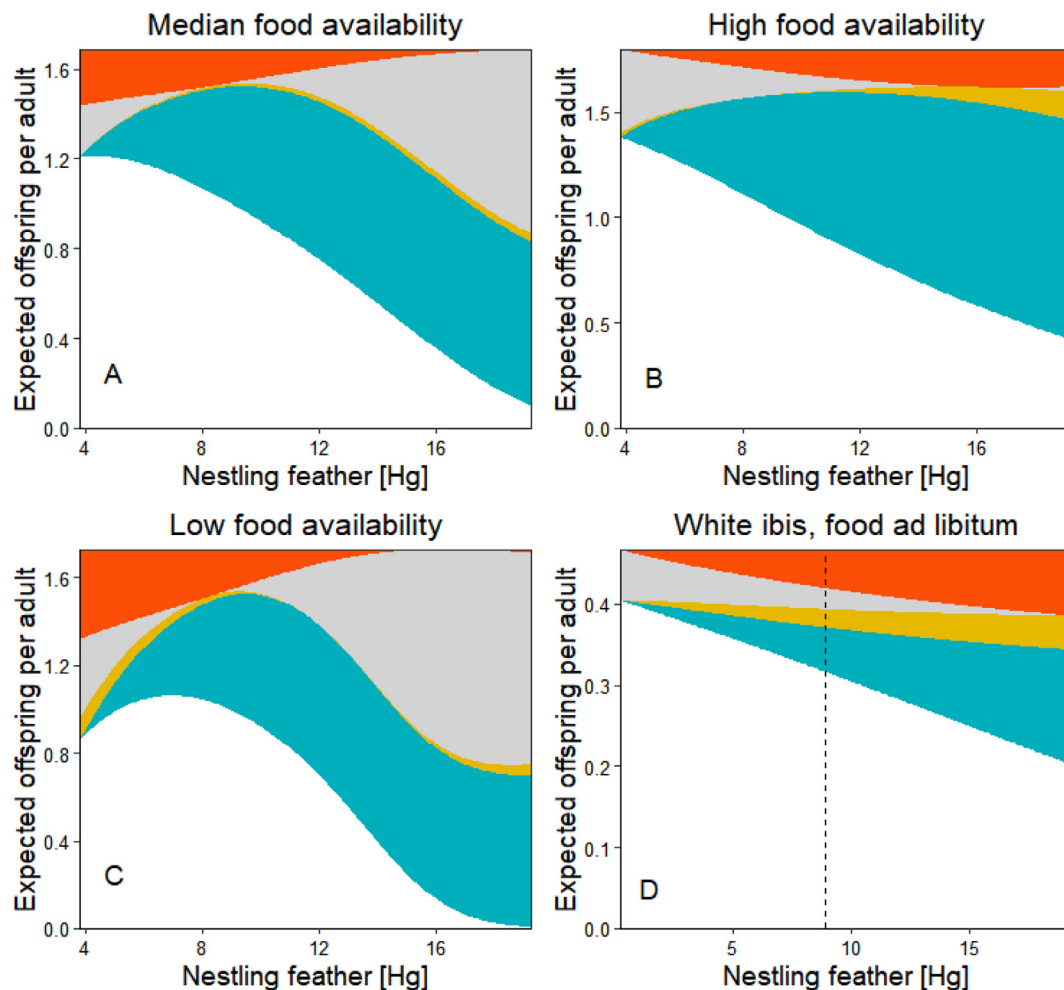 Median food availability
Expected offspring per adult
1.6
1.2
0.8
0.4
0.0
A
4
8
12
16
Nestling feather [Hg]
High food availability
Expected offspring per adult
1.5
1.0
0.5
0.0
B
4
8
12
16
Nestling feather [Hg]
Low food availability
Expected offspring per adult
1.6
1.2
0.8
0.4
0.0
C
4
8
12
16
Nestling feather [Hg]
White ibis, food ad libitum
Expected offspring per adult
0.4
0.3
0.2
0.1
0.0
D
5
10
15
Nestling feather [Hg]